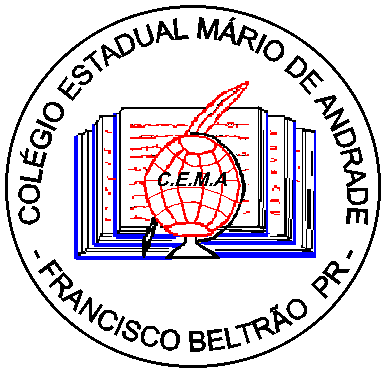 COLÉGIO ESTADUAL MÁRIO DE ANDRADE
C.E.M.A
- FRANCISCO BELTRÃO PR -